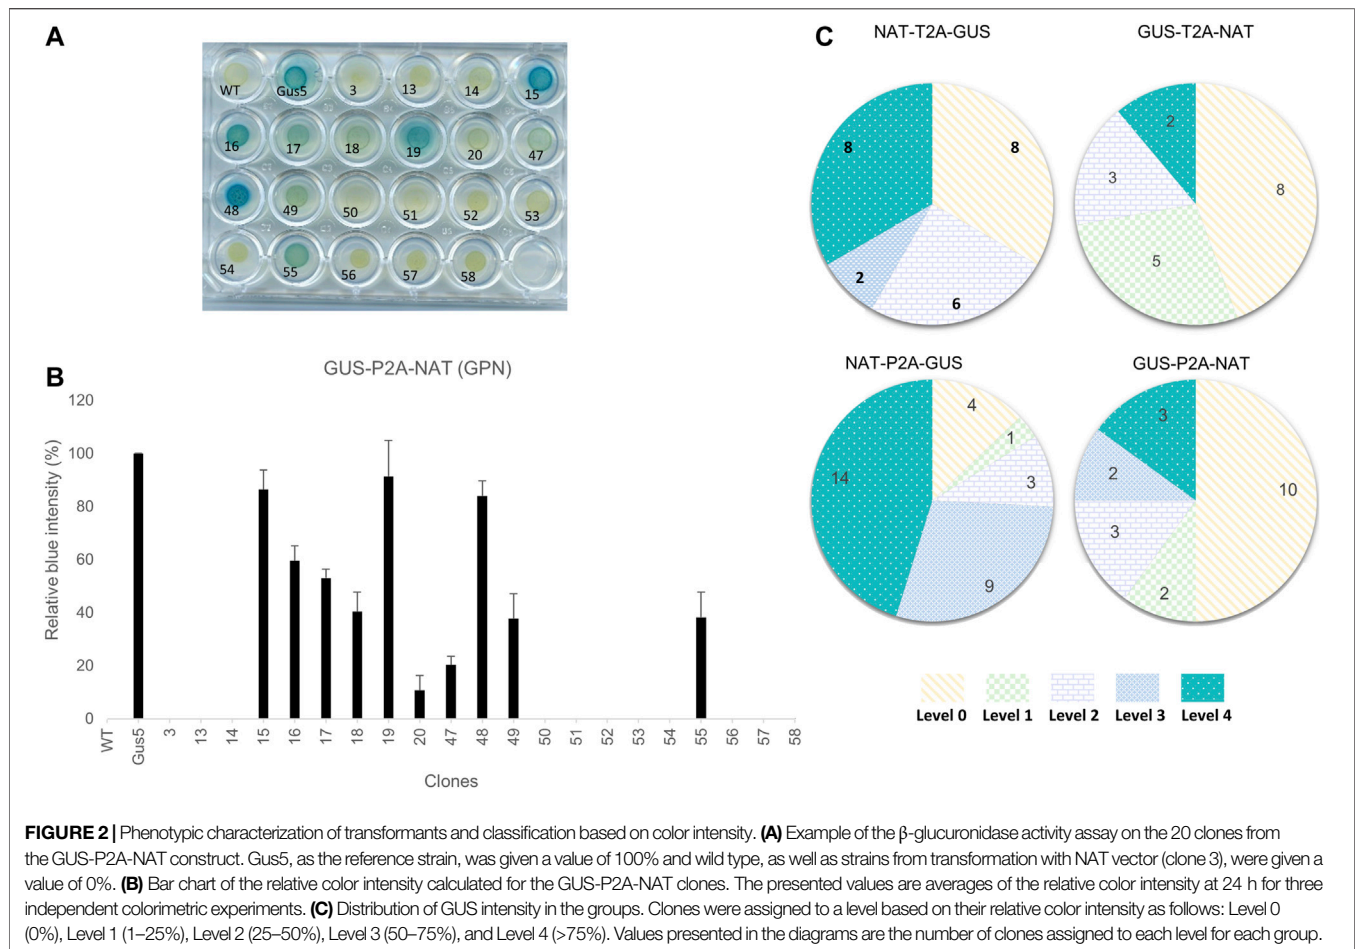 A
WT Gus5 3 13 14 15
16 17 18 19 20 47
48 49 50 51 52 53
54 55 56 57 58
B
GUS-P2A-NAT (GPN)
Relative blue intensity (%)
120
100
80
60
40
20
0
WT Gus5 3 13 14 15 16 17 18 19 20 47 48 49 50 51 52 53 54 55 56 57 58
Clones
C
NAT-T2A-GUS
8
8
2
6
GUS-T2A-NAT
2
3
8
5
NAT-P2A-GUS
4
1
3
14
9
GUS-P2A-NAT
3
2
10
3
2
Level 0 Level 1 Level 2 Level 3 Level 4
FIGURE 2 | Phenotypic characterization of transformants and classification based on color intensity. (A) Example of the β-glucuronidase activity assay on the 20 clones from
the GUS-P2A-NAT construct. Gus5, as the reference strain, was given a value of 100% and wild type, as well as strains from transformation with NAT vector (clone 3), were given a
value of 0%. (B) Bar chart of the relative color intensity calculated for the GUS-P2A-NAT clones. The presented values are averages of the relative color intensity at 24 h for three
independent colorimetric experiments. (C) Distribution of GUS intensity in the groups. Clones were assigned to a level based on their relative color intensity as follows: Level 0
(0%), Level 1 (1–25%), Level 2 (25–50%), Level 3 (50–75%), and Level 4 (>75%). Values presented in the diagrams are the number of clones assigned to each level for each group.